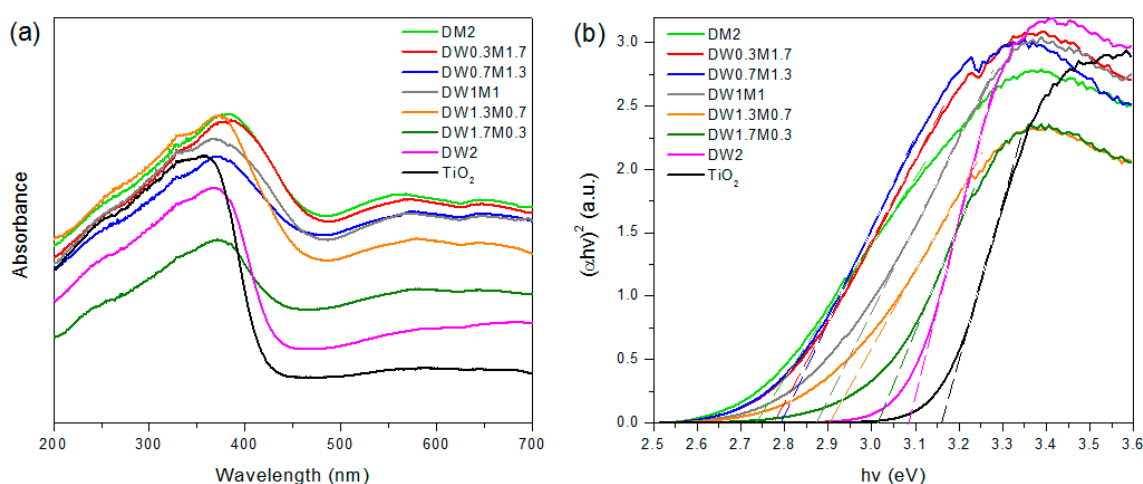 (a)
DM2
DW0.3M1.7
DW0.7M1.3
DW1M1
DW1.3M0.7
DW1.7M0.3
DW2
TiO₂
Absorbance
200 300 400 500 600 700
Wavelength (nm)
(b)
DM2
DW0.3M1.7
DW0.7M1.3
DW1M1
DW1.3M0.7
DW1.7M0.3
DW2
TiO₂
(αhv)² (a.u.)
3.0
2.5
2.0
1.5
1.0
0.5
0.0
2.5 2.6 2.7 2.8 2.9 3.0 3.1 3.2 3.3 3.4 3.5 3.6
hv (eV)